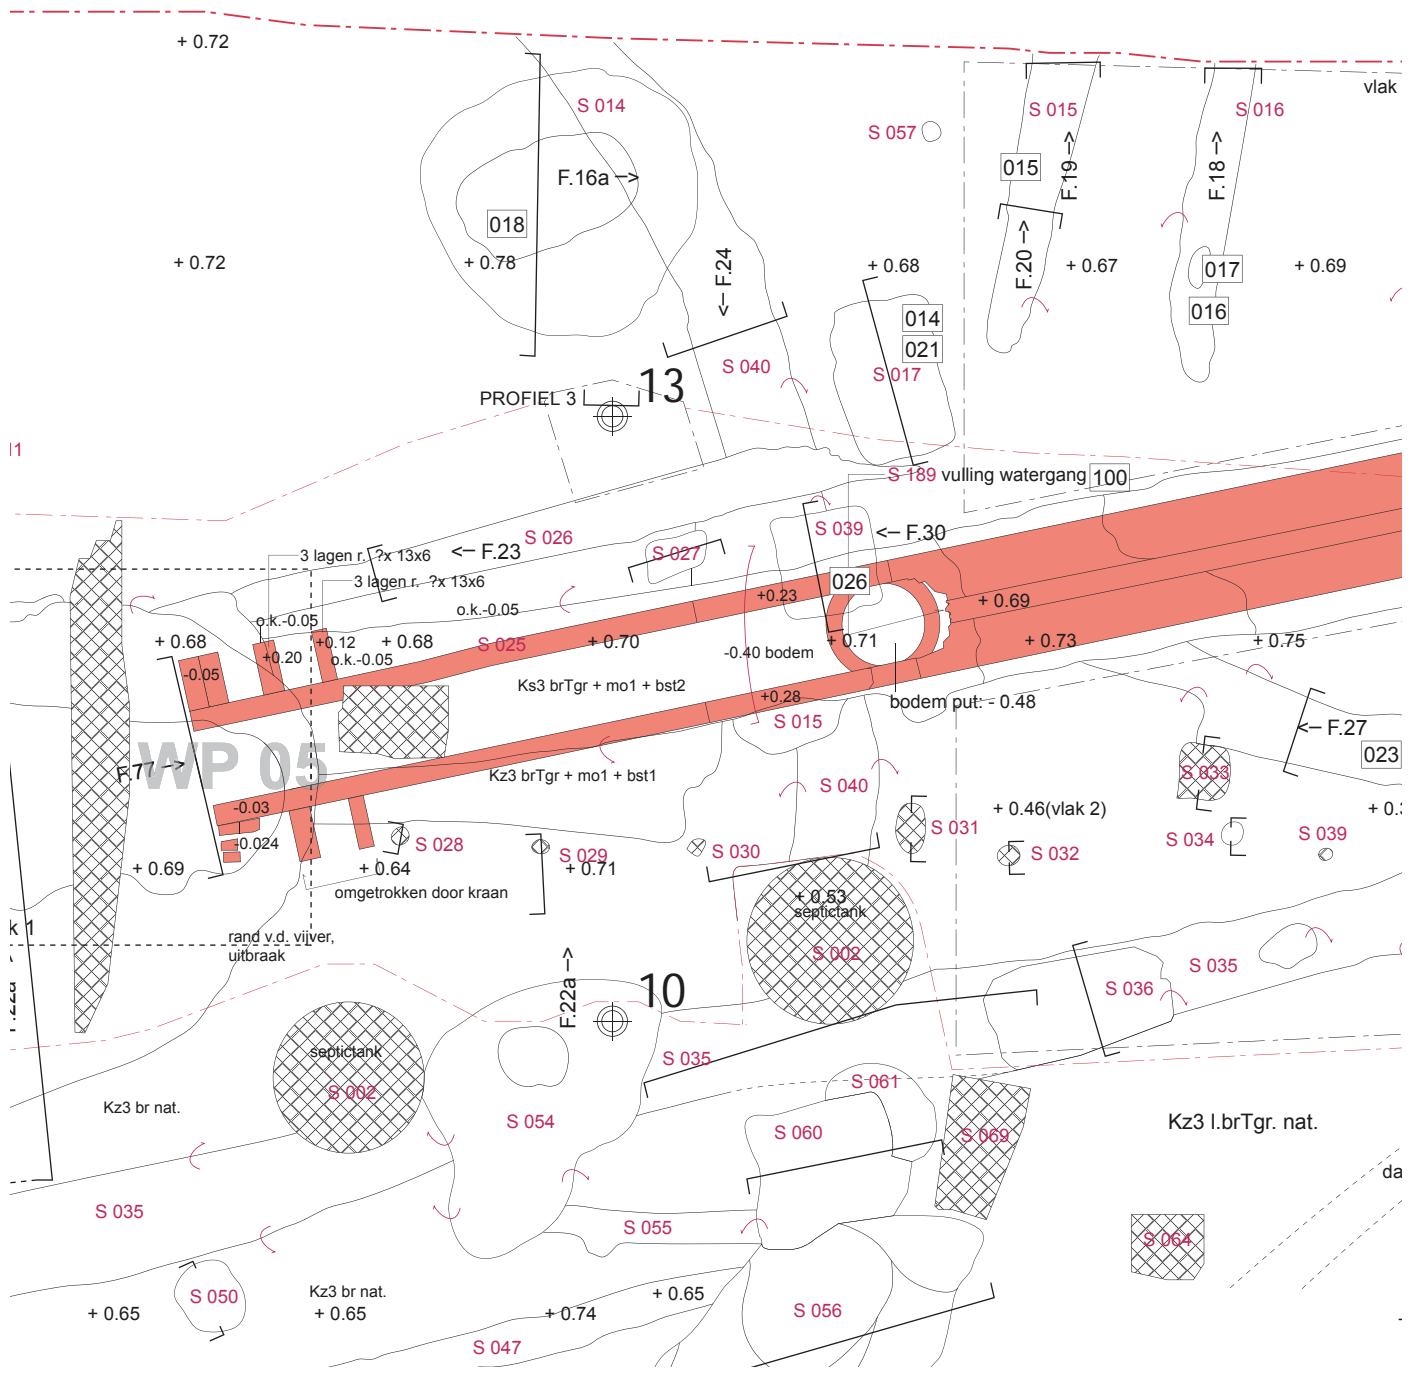 + 0.72
vlak
S 014
S 015
S 016
S 057
F.16a -->
015
F.19 -->
F.18 -->
018
+ 0.72
+ 0.78
<-- F.24
+ 0.68
F.20 -->
+ 0.67
017
+ 0.69
014
016
021
S 040
S 017
PROFIEL 3
13
S 189 vulling watergang 100
S 026
<-- F.23
S 039
<-- F.30
3 lagen r. ?x 13x6
S 027
3 lagen r. ?x 13x6
026
+0.23
o.k.-0.05
o.k.-0.05
+ 0.69
+ 0.68
+0.12
+ 0.68
S 025
+ 0.70
+ 0.71
+ 0.73
+ 0.75
+0.20
o.k.-0.05
-0.40 bodem
-0.05
Ks3 brTgr + mo1 + bst2
+0.28
bodem put: - 0.48
S 015
<-- F.27
WP 05
F.77 -->
023
Kz3 brTgr + mo1 + bst1
S 040
S 033
-0.03
+ 0.46(vlak 2)
-0.024
S 028
S 029
S 030
S 031
S 032
S 034
S 039
+ 0.69
+ 0.64
+ 0.71
omgetrokken door kraan
+ 0.53
septictank
k 1
rand v.d. vijver,
uitbraak
S 002
F.22a -->
10
S 035
S 036
F.22a
septictank
S 035
S 002
S 061
Kz3 br nat.
S 054
S 060
S 069
Kz3 l.brTgr. nat.
da
S 035
S 055
S 064
S 050
Kz3 br nat.
+ 0.65
+ 0.65
+ 0.65
+ 0.74
S 056
S 047